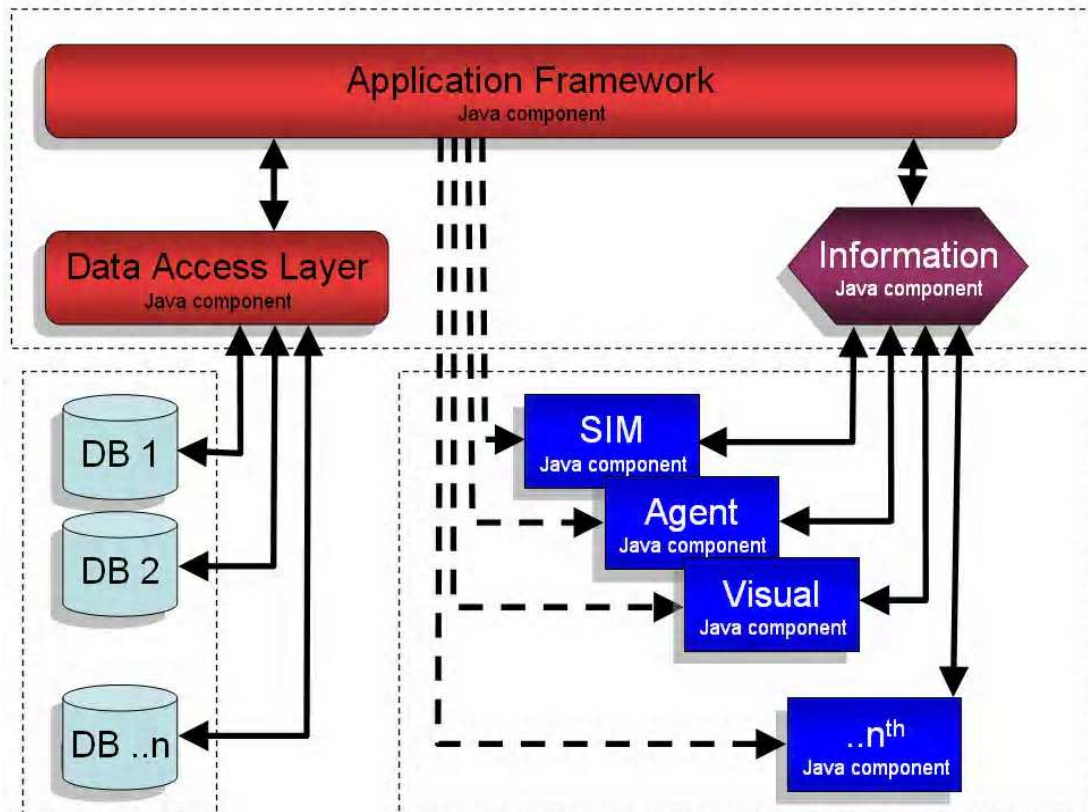 Application Framework
Java component
Data Access Layer
Java component
Information
Java component
DB 1
DB 2
DB ..n
SIM
Java component
Agent
Java component
Visual
Java component
..nth
Java component